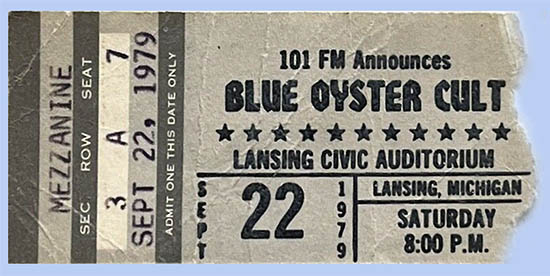 MEZZANINE
SEC ROW SEAT
3 A 7
SEPT 22, 1979
ADMIT ONE THIS DATE ONLY
101 FM Announces
BLUE OYSTER CULT
★★★★★★★★★★★
LANSING CIVIC AUDITORIUM
SEPT 22 1979
LANSING, MICHIGAN
SATURDAY
8:00 P.M.